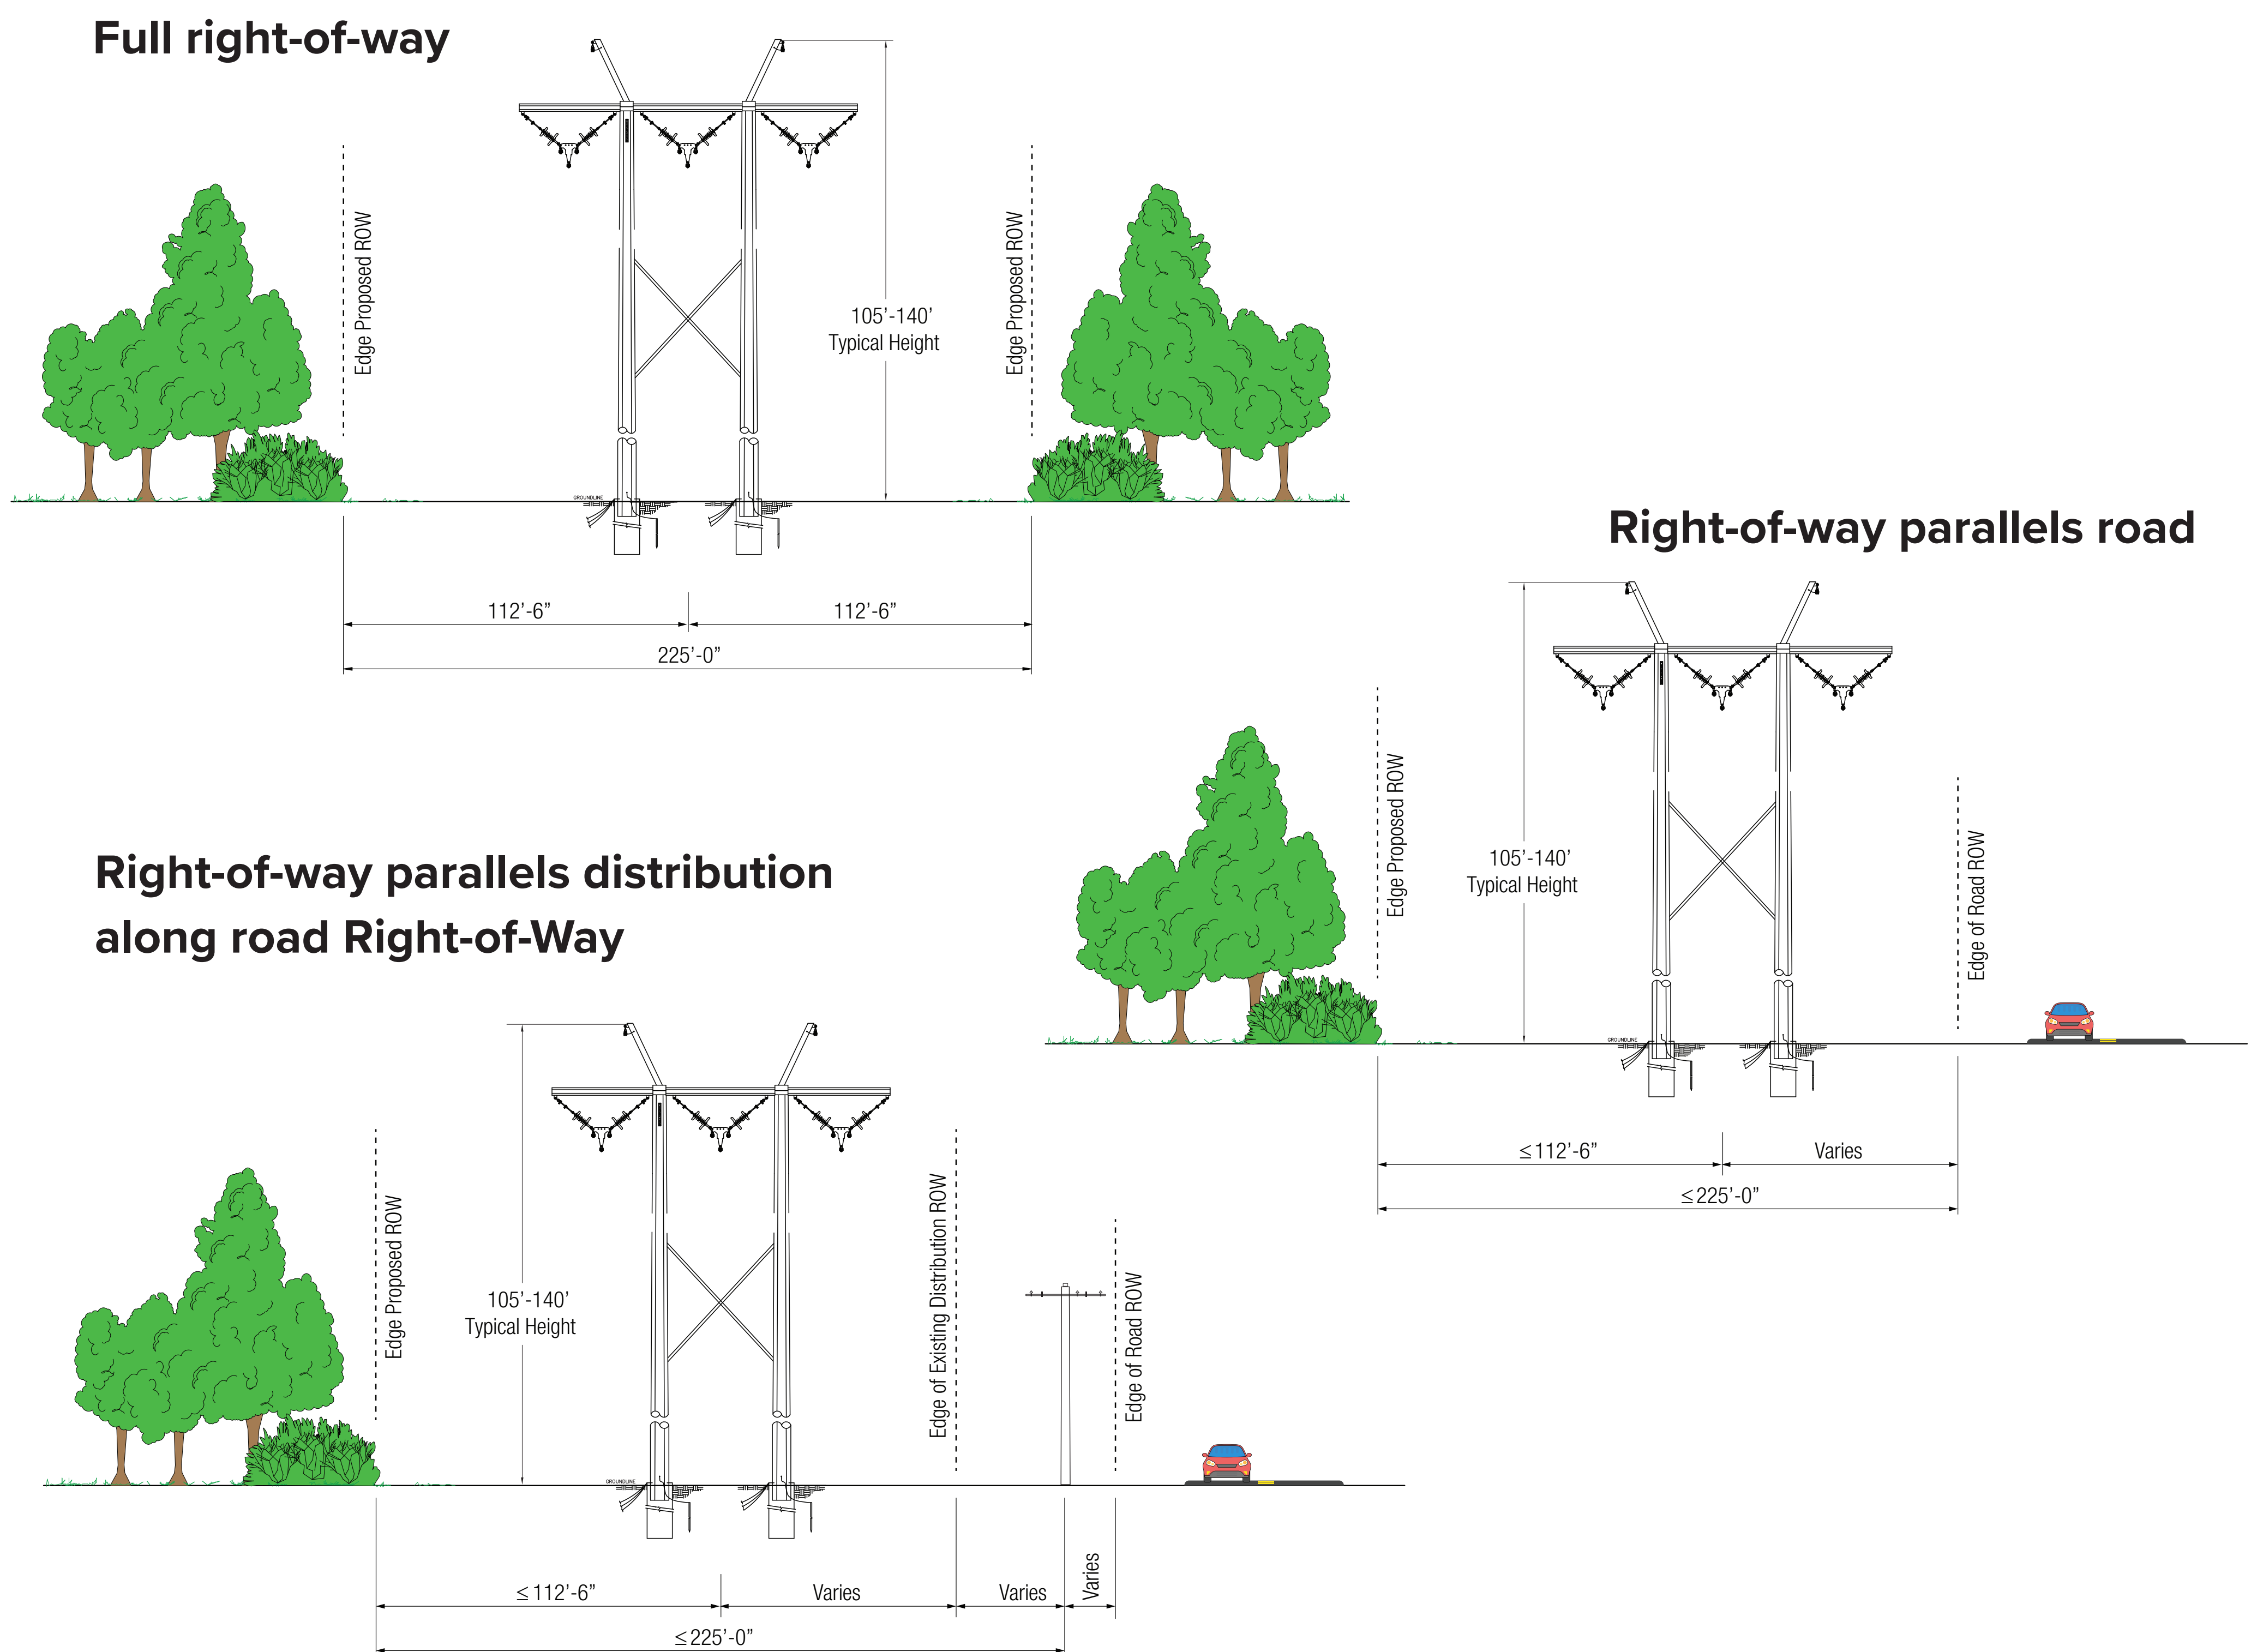 Full right-of-way
Edge Proposed ROW
105’-140’
Typical Height
Edge Proposed ROW
GROUNDLINE
112’-6”
112’-6”
225’-0”
Right-of-way parallels road
Edge Proposed ROW
105’-140’
Typical Height
Edge of Road ROW
GROUNDLINE
≤112’-6”
Varies
≤225’-0”
Right-of-way parallels distribution
along road Right-of-Way
Edge Proposed ROW
105’-140’
Typical Height
Edge of Existing Distribution ROW
Edge of Road ROW
GROUNDLINE
≤112’-6”
Varies
Varies
Varies
≤225’-0”